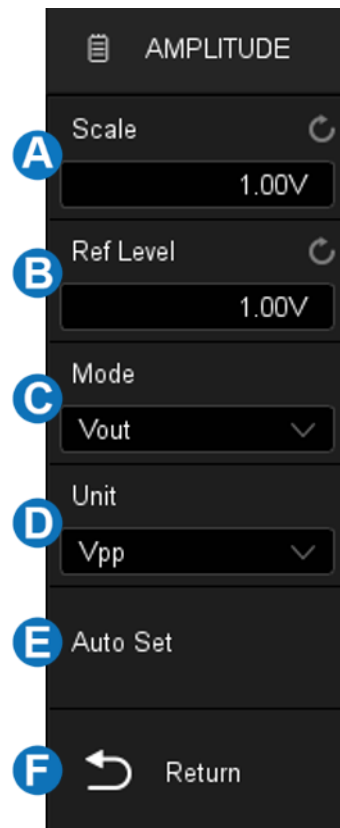 AMPLITUDE
A
Scale
1.00V
B
Ref Level
1.00V
C
Mode
Vout
D
Unit
Vpp
E
Auto Set
F
Return